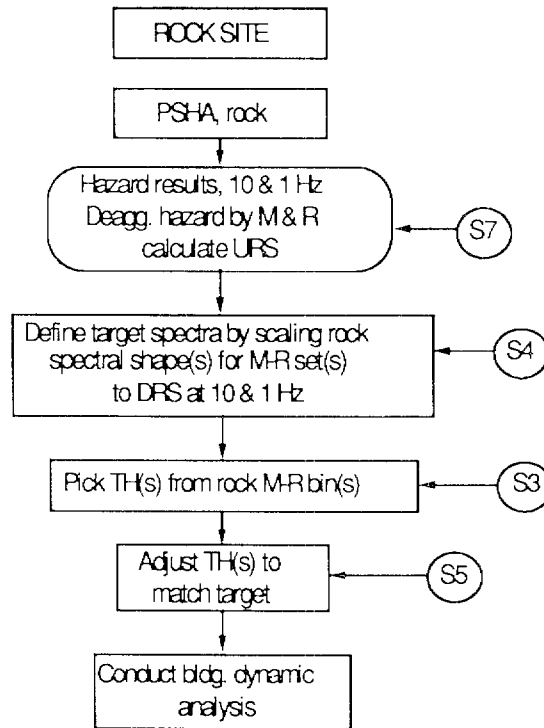 ROCK SITE
PSHA, rock
Hazard results, 10 & 1 Hz
Deagg. hazard by M & R
calculate URS
S7
Define target spectra by scaling rock
spectral shape(s) for M-R set(s)
to DRS at 10 & 1 Hz
S4
Pick TH(s) from rock M-R bin(s)
S3
Adjust TH(s) to
match target
S5
Conduct bldg. dynamic
analysis